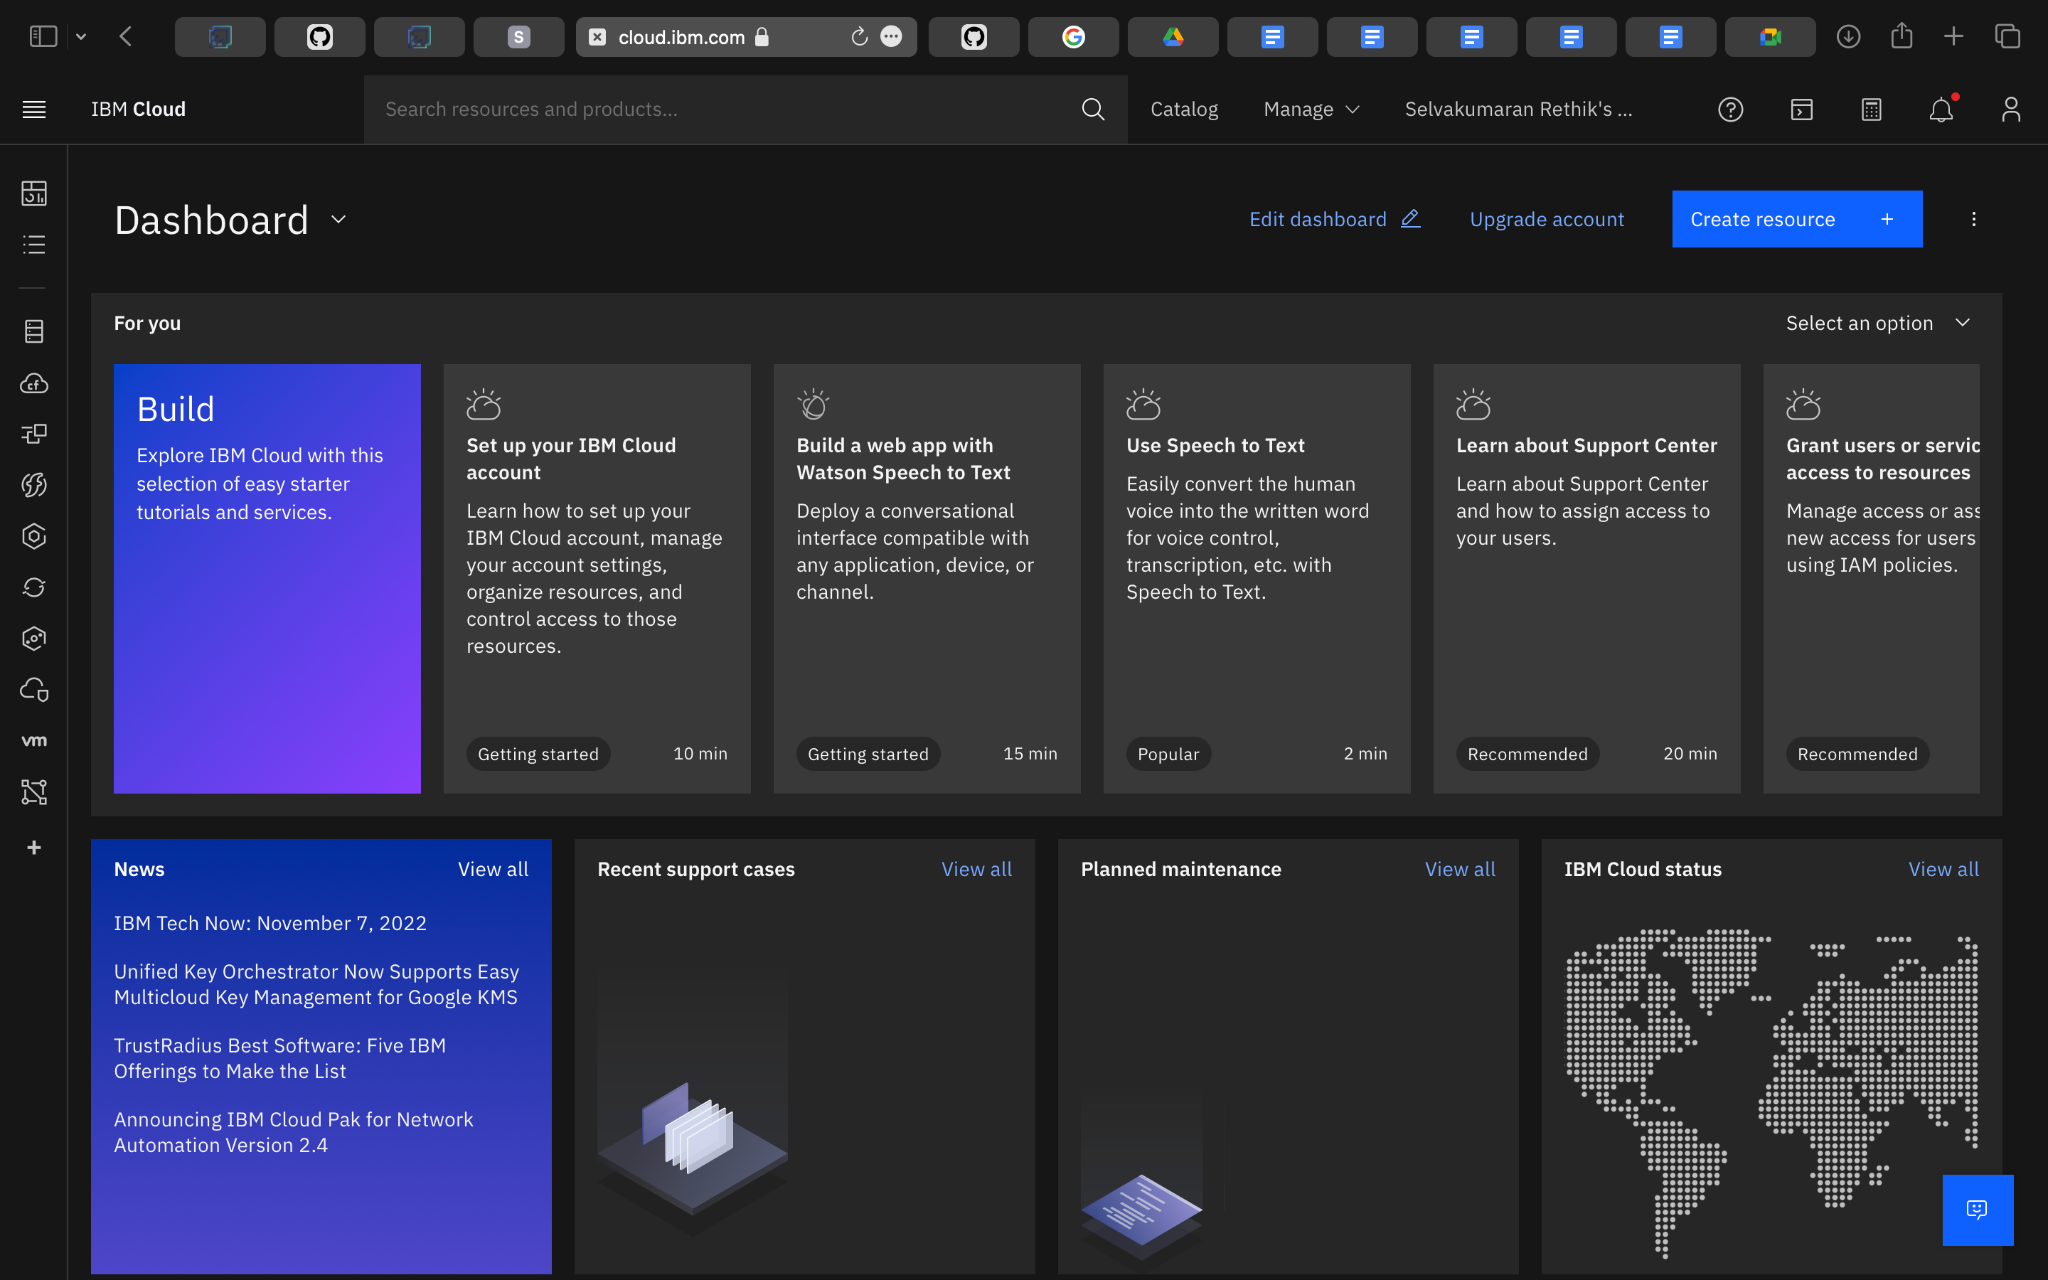 S
cloud.ibm.com
IBM Cloud
Search resources and products...
Catalog
Manage
Selvakumaran Rethik's ...
Dashboard
Edit dashboard
Upgrade account
Create resource +
For you
Select an option
Build
Explore IBM Cloud with this
selection of easy starter
tutorials and services.
Set up your IBM Cloud
account
Learn how to set up your
IBM Cloud account, manage
your account settings,
organize resources, and
control access to those
resources.
Getting started
10 min
Build a web app with
Watson Speech to Text
Deploy a conversational
interface compatible with
any application, device, or
channel.
Getting started
15 min
Use Speech to Text
Easily convert the human
voice into the written word
for voice control,
transcription, etc. with
Speech to Text.
Popular
2 min
Learn about Support Center
Learn about Support Center
and how to assign access to
your users.
Recommended
20 min
Grant users or servic
access to resources
Manage access or ass
new access for users
using IAM policies.
Recommended
cf
vm
News
View all
IBM Tech Now: November 7, 2022
Unified Key Orchestrator Now Supports Easy
Multicloud Key Management for Google KMS
TrustRadius Best Software: Five IBM
Offerings to Make the List
Announcing IBM Cloud Pak for Network
Automation Version 2.4
Recent support cases
View all
Planned maintenance
View all
IBM Cloud status
View all